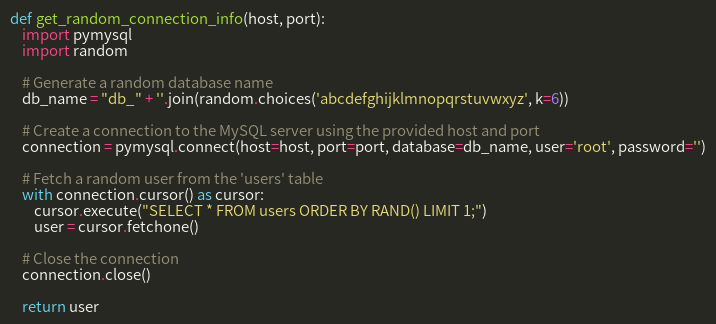 def get_random_connection_info(host, port):
    import pymysql
    import random

    # Generate a random database name
    db_name = "db_" + ''.join(random.choices('abcdefghijklmnopqrstuvwxyz', k=6))

    # Create a connection to the MySQL server using the provided host and port
    connection = pymysql.connect(host=host, port=port, database=db_name, user='root', password='')

    # Fetch a random user from the 'users' table
    with connection.cursor() as cursor:
        cursor.execute("SELECT * FROM users ORDER BY RAND() LIMIT 1;")
        user = cursor.fetchone()

    # Close the connection
    connection.close()

    return user